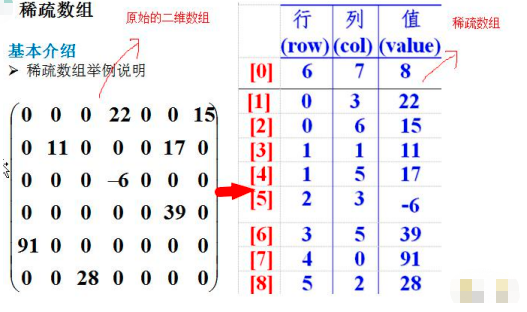 稀疏数组
原始的二维数组
基本介绍
➢ 稀疏数组举例说明
0 0 0 22 0 0 15
0 11 0 0 0 17 0
0 0 0 –6 0 0 0
0 0 0 0 0 39 0
91 0 0 0 0 0 0
0 0 28 0 0 0 0
行 列 值
(row) (col) (value)
稀疏数组
[0] 6 7 8
[1] 0 3 22
[2] 0 6 15
[3] 1 1 11
[4] 1 5 17
[5] 2 3 -6
[6] 3 5 39
[7] 4 0 91
[8] 5 2 28